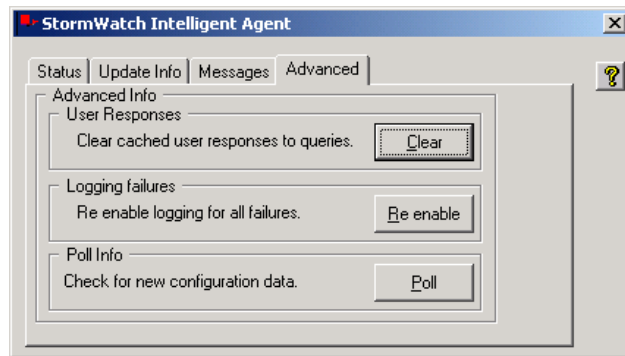 StormWatch Intelligent Agent
Status Update Info Messages Advanced
Advanced Info
User Responses
Clear cached user responses to queries. Clear
Logging failures
Re enable logging for all failures. Re enable
Poll Info
Check for new configuration data. Poll